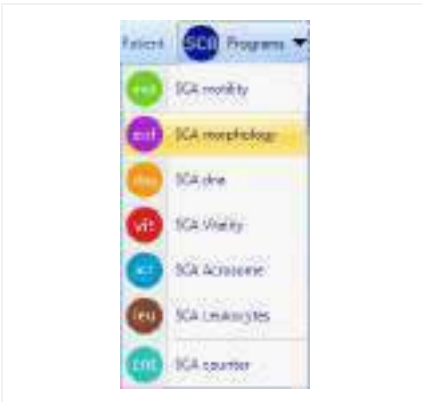 Patient SCA Programs
mot SCA motility
mrf SCA morphology
dna SCA dna
vit SCA Vitality
acr SCA Acrosome
leu SCA Leukocytes
cnt SCA counter